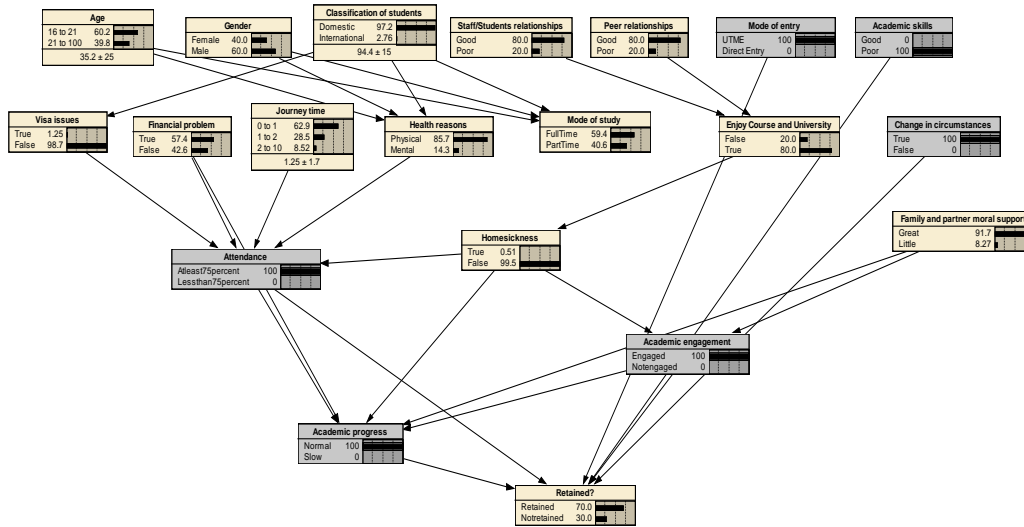 Age
16 to 21 60.2
21 to 100 39.8
35.2 ± 25
Gender
Female 40.0
Male 60.0
Classification of students
Domestic 97.2
International 2.76
94.4 ± 15
Staff/Students relationships
Good 80.0
Poor 20.0
Peer relationships
Good 80.0
Poor 20.0
Mode of entry
UTME 100
Direct Entry 0
Academic skills
Good 0
Poor 100
Visa issues
True 1.25
False 98.7
Financial problem
True 57.4
False 42.6
Journey time
0 to 1 62.9
1 to 2 28.5
2 to 10 8.52
1.25 ± 1.7
Health reasons
Physical 85.7
Mental 14.3
Mode of study
FullTime 59.4
PartTime 40.6
Enjoy Course and University
False 20.0
True 80.0
Change in circumstances
True 100
False 0
Family and partner moral support
Great 91.7
Little 8.27
Homesickness
True 0.51
False 99.5
Attendance
Atleast75percent 100
Lessthan75percent 0
Academic engagement
Engaged 100
Notengaged 0
Academic progress
Normal 100
Slow 0
Retained?
Retained 70.0
Notretained 30.0